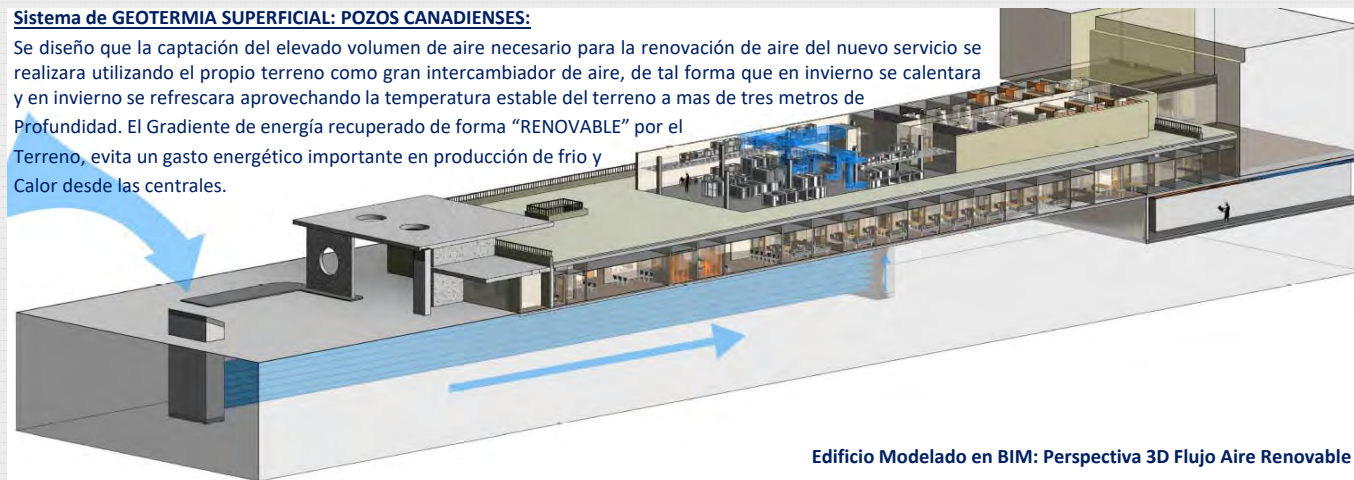 Sistema de GEOTERMIA SUPERFICIAL: POZOS CANADIENSES:
Se diseño que la captación del elevado volumen de aire necesario para la renovación de aire del nuevo servicio se
realizara utilizando el propio terreno como gran intercambiador de aire, de tal forma que en invierno se calentara
y en invierno se refrescara aprovechando la temperatura estable del terreno a mas de tres metros de
Profundidad. El Gradiente de energía recuperado de forma “RENOVABLE” por el
Terreno, evita un gasto energético importante en producción de frio y
Calor desde las centrales.
Edificio Modelado en BIM: Perspectiva 3D Flujo Aire Renovable